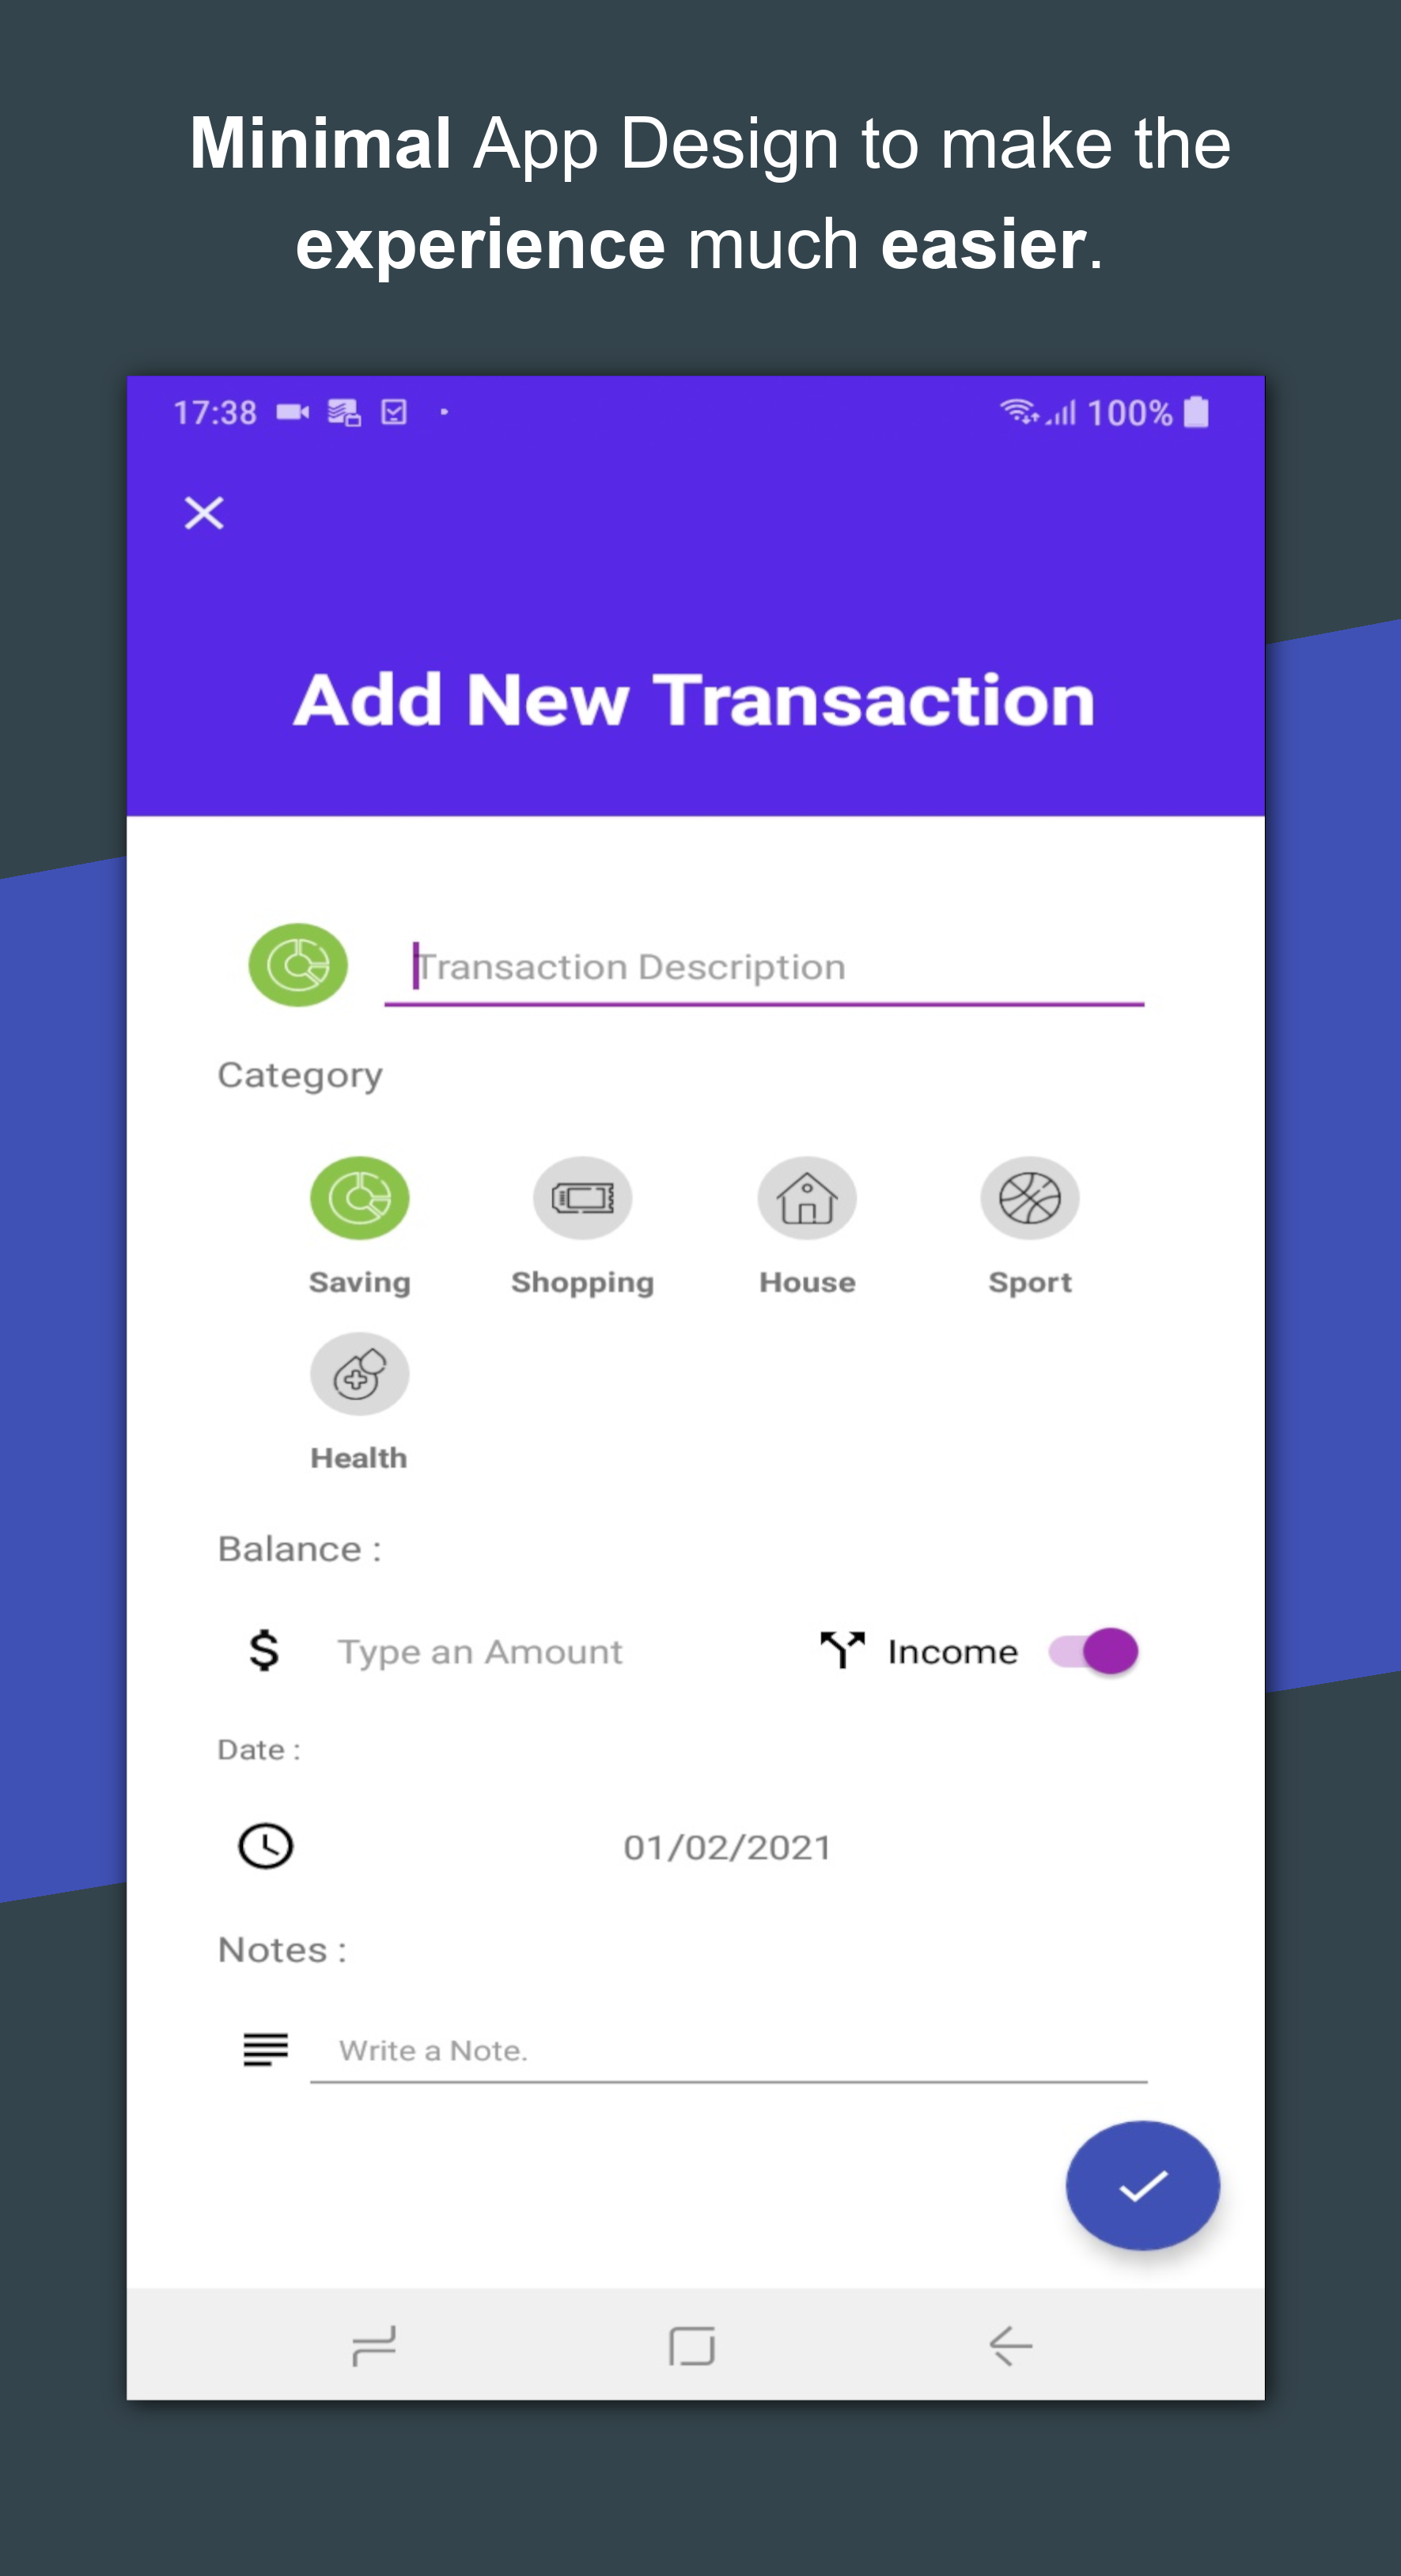 Minimal App Design to make the
experience much easier.
17:38 100%
Add New Transaction
Transaction Description
Category
Saving Shopping House Sport
Health
Balance :
$ Type an Amount Income
Date :
01/02/2021
Notes :
Write a Note.